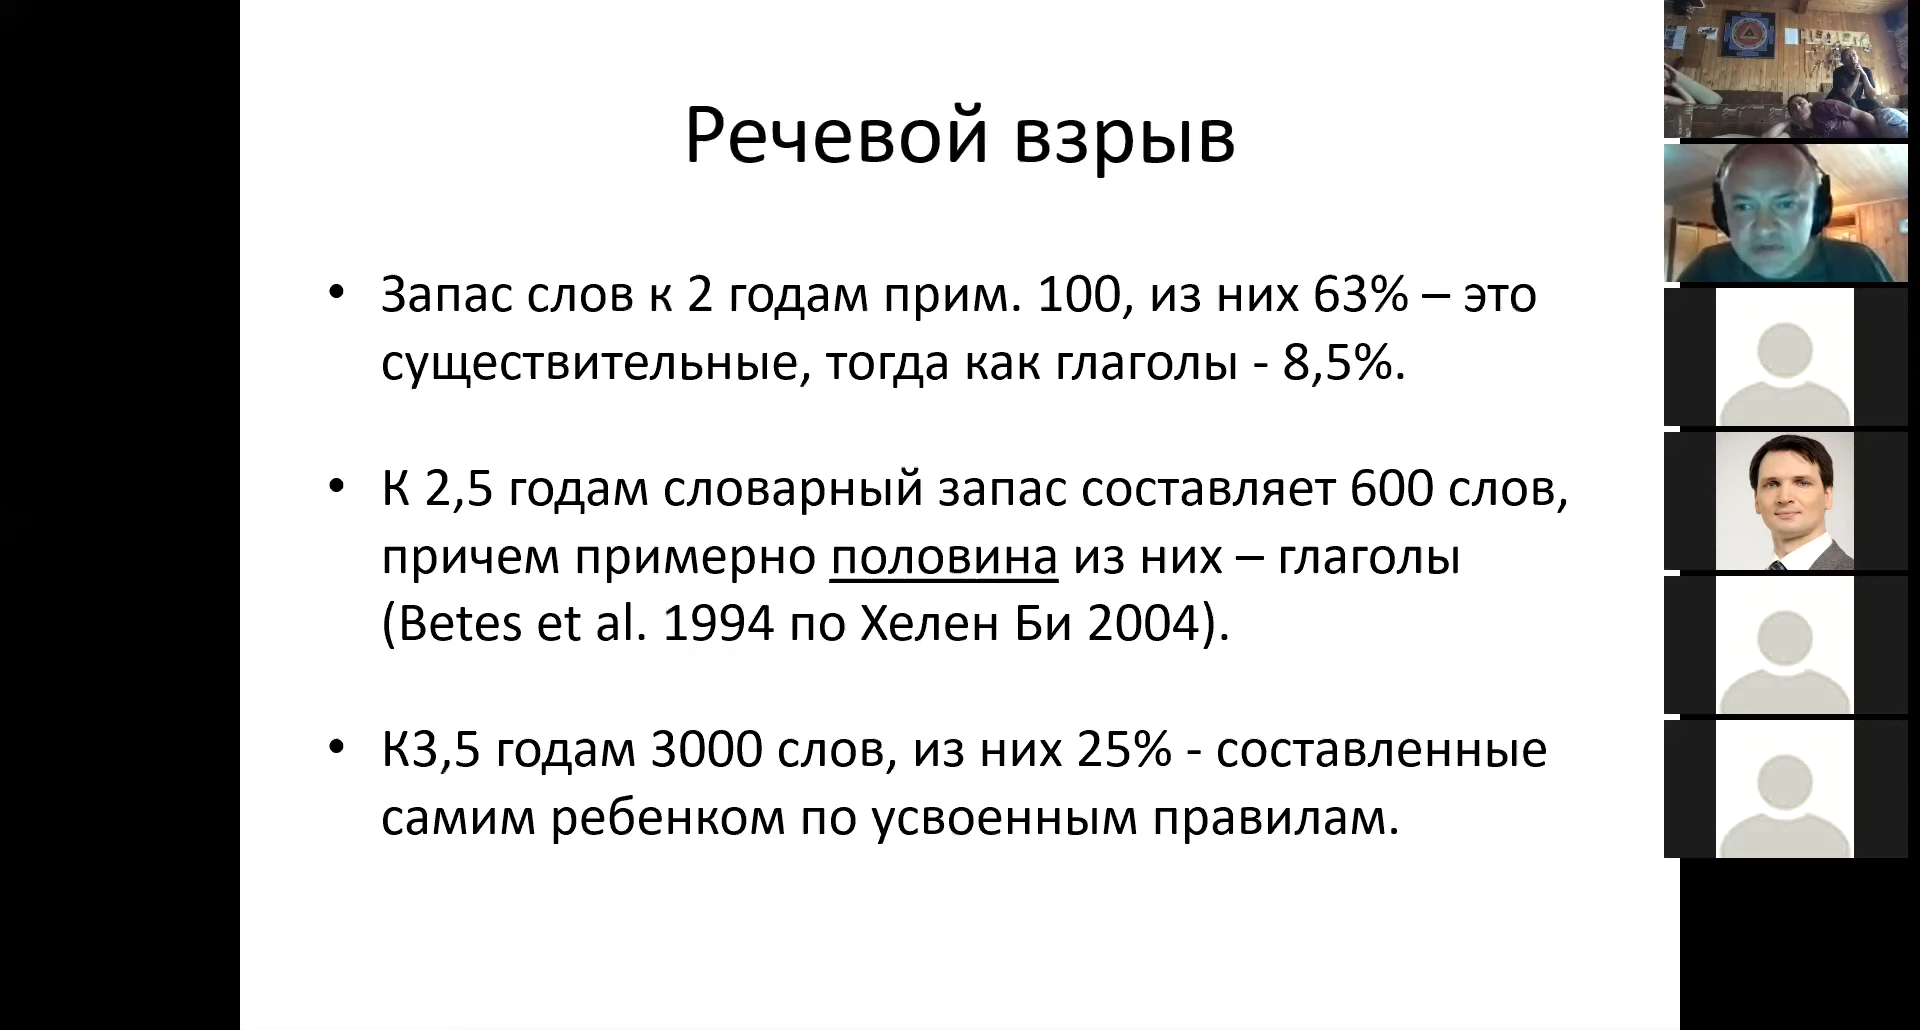 Речевой взрыв
• Запас слов к 2 годам прим. 100, из них 63% – это
существительные, тогда как глаголы - 8,5%.
• К 2,5 годам словарный запас составляет 600 слов,
причем примерно половина из них – глаголы
(Betes et al. 1994 по Хелен Би 2004).
• К3,5 годам 3000 слов, из них 25% - составленные
самим ребенком по усвоенным правилам.